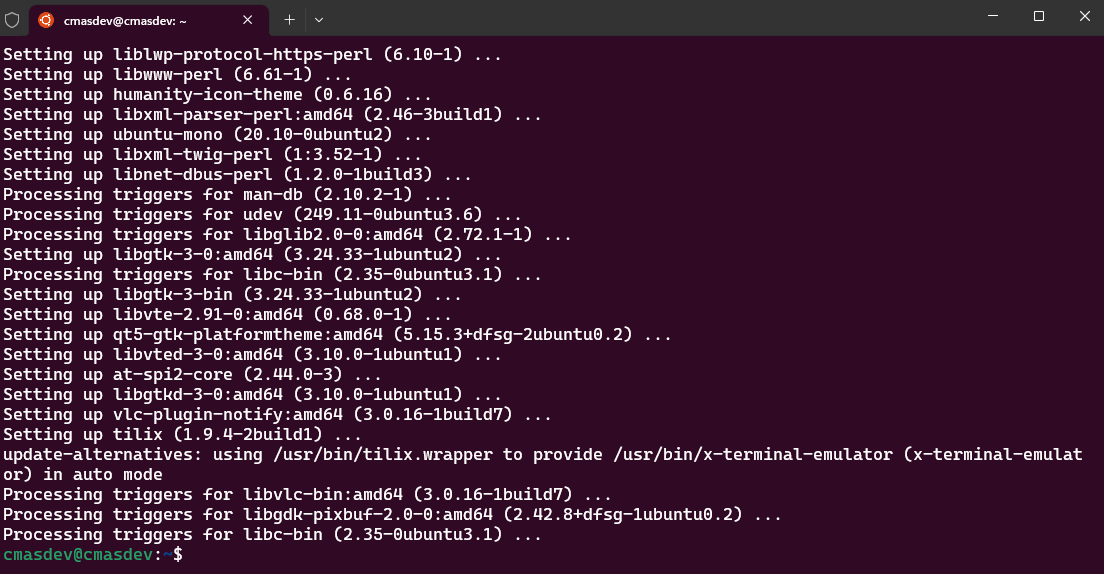 cmasdev@cmasdev: ~
Setting up liblwp-protocol-https-perl (6.10-1) ...
Setting up libwww-perl (6.61-1) ...
Setting up humanity-icon-theme (0.6.16) ...
Setting up libxml-parser-perl:amd64 (2.46-3build1) ...
Setting up ubuntu-mono (20.10-0ubuntu2) ...
Setting up libxml-twig-perl (1:3.52-1) ...
Setting up libnet-dbus-perl (1.2.0-1build3) ...
Processing triggers for man-db (2.10.2-1) ...
Processing triggers for udev (249.11-0ubuntu3.6) ...
Processing triggers for libglib2.0-0:amd64 (2.72.1-1) ...
Setting up libgtk-3-0:amd64 (3.24.33-1ubuntu2) ...
Processing triggers for libc-bin (2.35-0ubuntu3.1) ...
Setting up libgtk-3-bin (3.24.33-1ubuntu2) ...
Setting up libvte-2.91-0:amd64 (0.68.0-1) ...
Setting up qt5-gtk-platformtheme:amd64 (5.15.3+dfsg-2ubuntu0.2) ...
Setting up libvted-3-0:amd64 (3.10.0-1ubuntu1) ...
Setting up at-spi2-core (2.44.0-3) ...
Setting up libgtkd-3-0:amd64 (3.10.0-1ubuntu1) ...
Setting up vlc-plugin-notify:amd64 (3.0.16-1build7) ...
Setting up tilix (1.9.4-2build1) ...
update-alternatives: using /usr/bin/tilix.wrapper to provide /usr/bin/x-terminal-emulator (x-terminal-emulat
or) in auto mode
Processing triggers for libvlc-bin:amd64 (3.0.16-1build7) ...
Processing triggers for libgdk-pixbuf-2.0-0:amd64 (2.42.8+dfsg-1ubuntu0.2) ...
Processing triggers for libc-bin (2.35-0ubuntu3.1) ...
cmasdev@cmasdev:~$